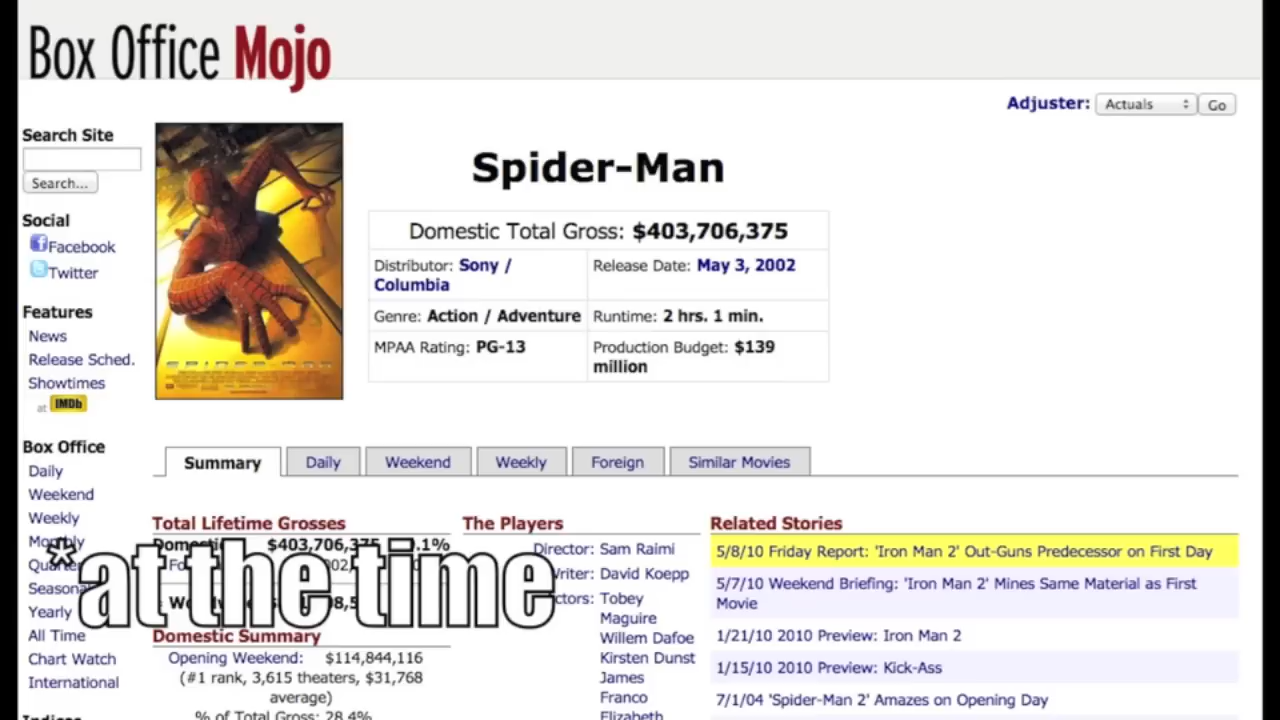 Box Office Mojo
Adjuster: Actuals Go
Search Site
Search...
Social
Facebook
Twitter
Features
News
Release Sched.
Showtimes
at IMDb
Box Office
Daily
Weekend
Weekly
Yearly
All Time
Chart Watch
International
Spider-Man
Domestic Total Gross: $403,706,375
Distributor: Sony /
Columbia
Release Date: May 3, 2002
Genre: Action / Adventure
Runtime: 2 hrs. 1 min.
MPAA Rating: PG-13
Production Budget: $139
million
Summary
Daily
Weekend
Weekly
Foreign
Similar Movies
Total Lifetime Grosses
*at the time
Domestic Summary
Opening Weekend: $114,844,116
(#1 rank, 3,615 theaters, $31,768
average)
% of Total Gross: 28.4%
The Players
Director: Sam Raimi
David Koepp
Tobey
Maguire
Willem Dafoe
Kirsten Dunst
James
Franco
Elizabeth
Related Stories
5/8/10 Friday Report: 'Iron Man 2' Out-Guns Predecessor on First Day
5/7/10 Weekend Briefing: 'Iron Man 2' Mines Same Material as First
Movie
1/21/10 2010 Preview: Iron Man 2
1/15/10 2010 Preview: Kick-Ass
7/1/04 'Spider-Man 2' Amazes on Opening Day